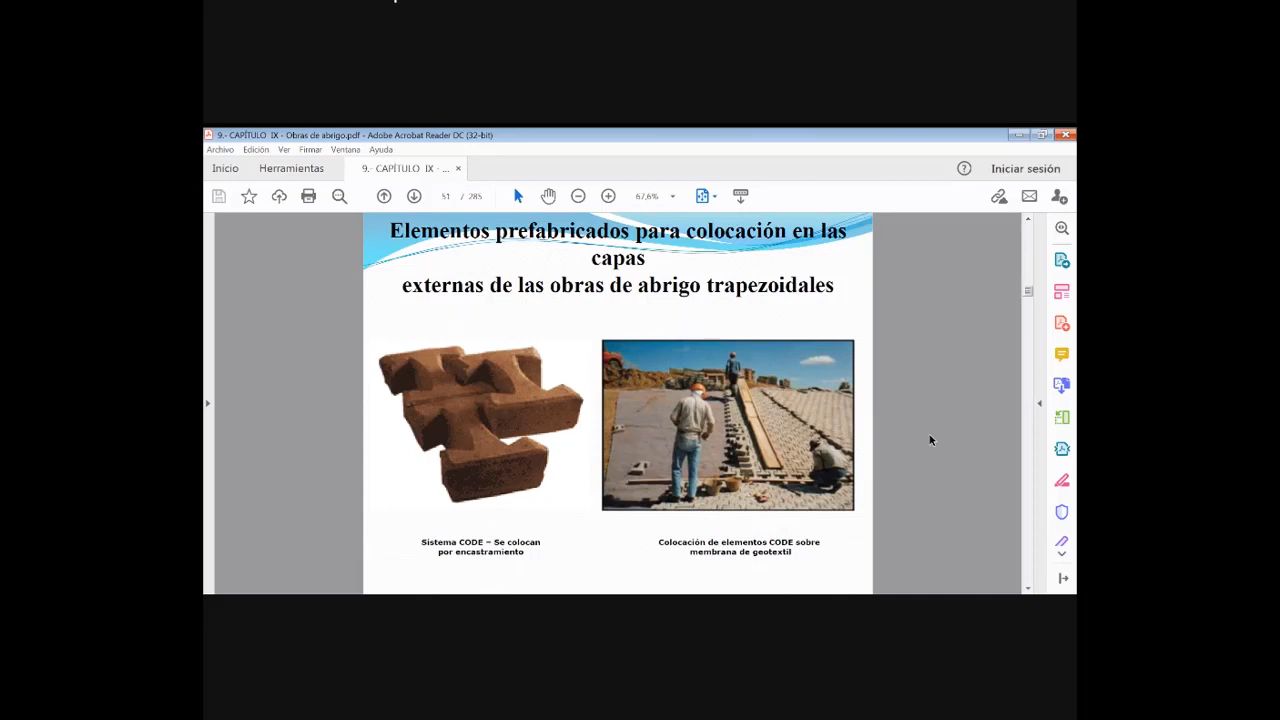 9.- CAPÍTULO IX - Obras de abrigo.pdf - Adobe Acrobat Reader DC (32-bit)
Archivo Edición Ver Firmar Ventana Ayuda
Inicio Herramientas 9.- CAPÍTULO IX - ... × Iniciar sesión
51 / 285 67,6%
Elementos prefabricados para colocación en las
capas
externas de las obras de abrigo trapezoidales
Sistema CODE – Se colocan
por encastramiento
Colocación de elementos CODE sobre
membrana de geotextil